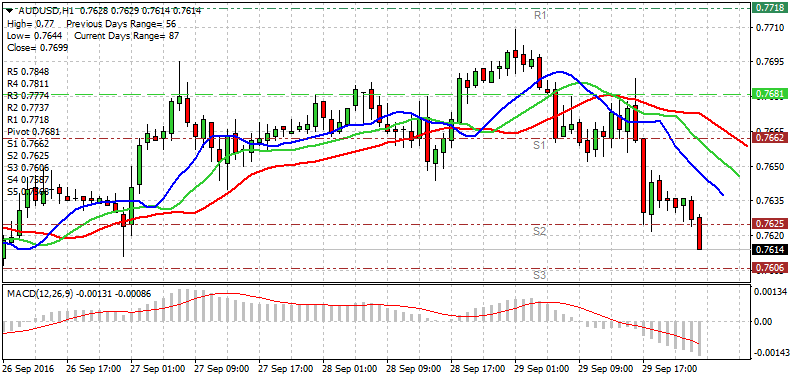 AUDUSD,H1 0.7628 0.7629 0.7614 0.7614
High= 0.77 Previous Days Range= 56
Low= 0.7644 Current Days Range= 87
Close= 0.7699
R5 0.7848
R4 0.7811
R3 0.7774
R2 0.7737
R1 0.7718
Pivot 0.7681
S1 0.7662
S2 0.7625
S3 0.7606
S4 0.7587
S5 0.7568
R1
S1
S2
S3
0.7718
0.7710
0.7695
0.7681
0.7662
0.7650
0.7635
0.7625
0.7620
0.7614
0.7606
MACD(12,26,9) -0.00131 -0.00086
0.00134
0.00
-0.00143
26 Sep 2016
26 Sep 17:00
27 Sep 01:00
27 Sep 09:00
27 Sep 17:00
28 Sep 01:00
28 Sep 09:00
28 Sep 17:00
29 Sep 01:00
29 Sep 09:00
29 Sep 17:00